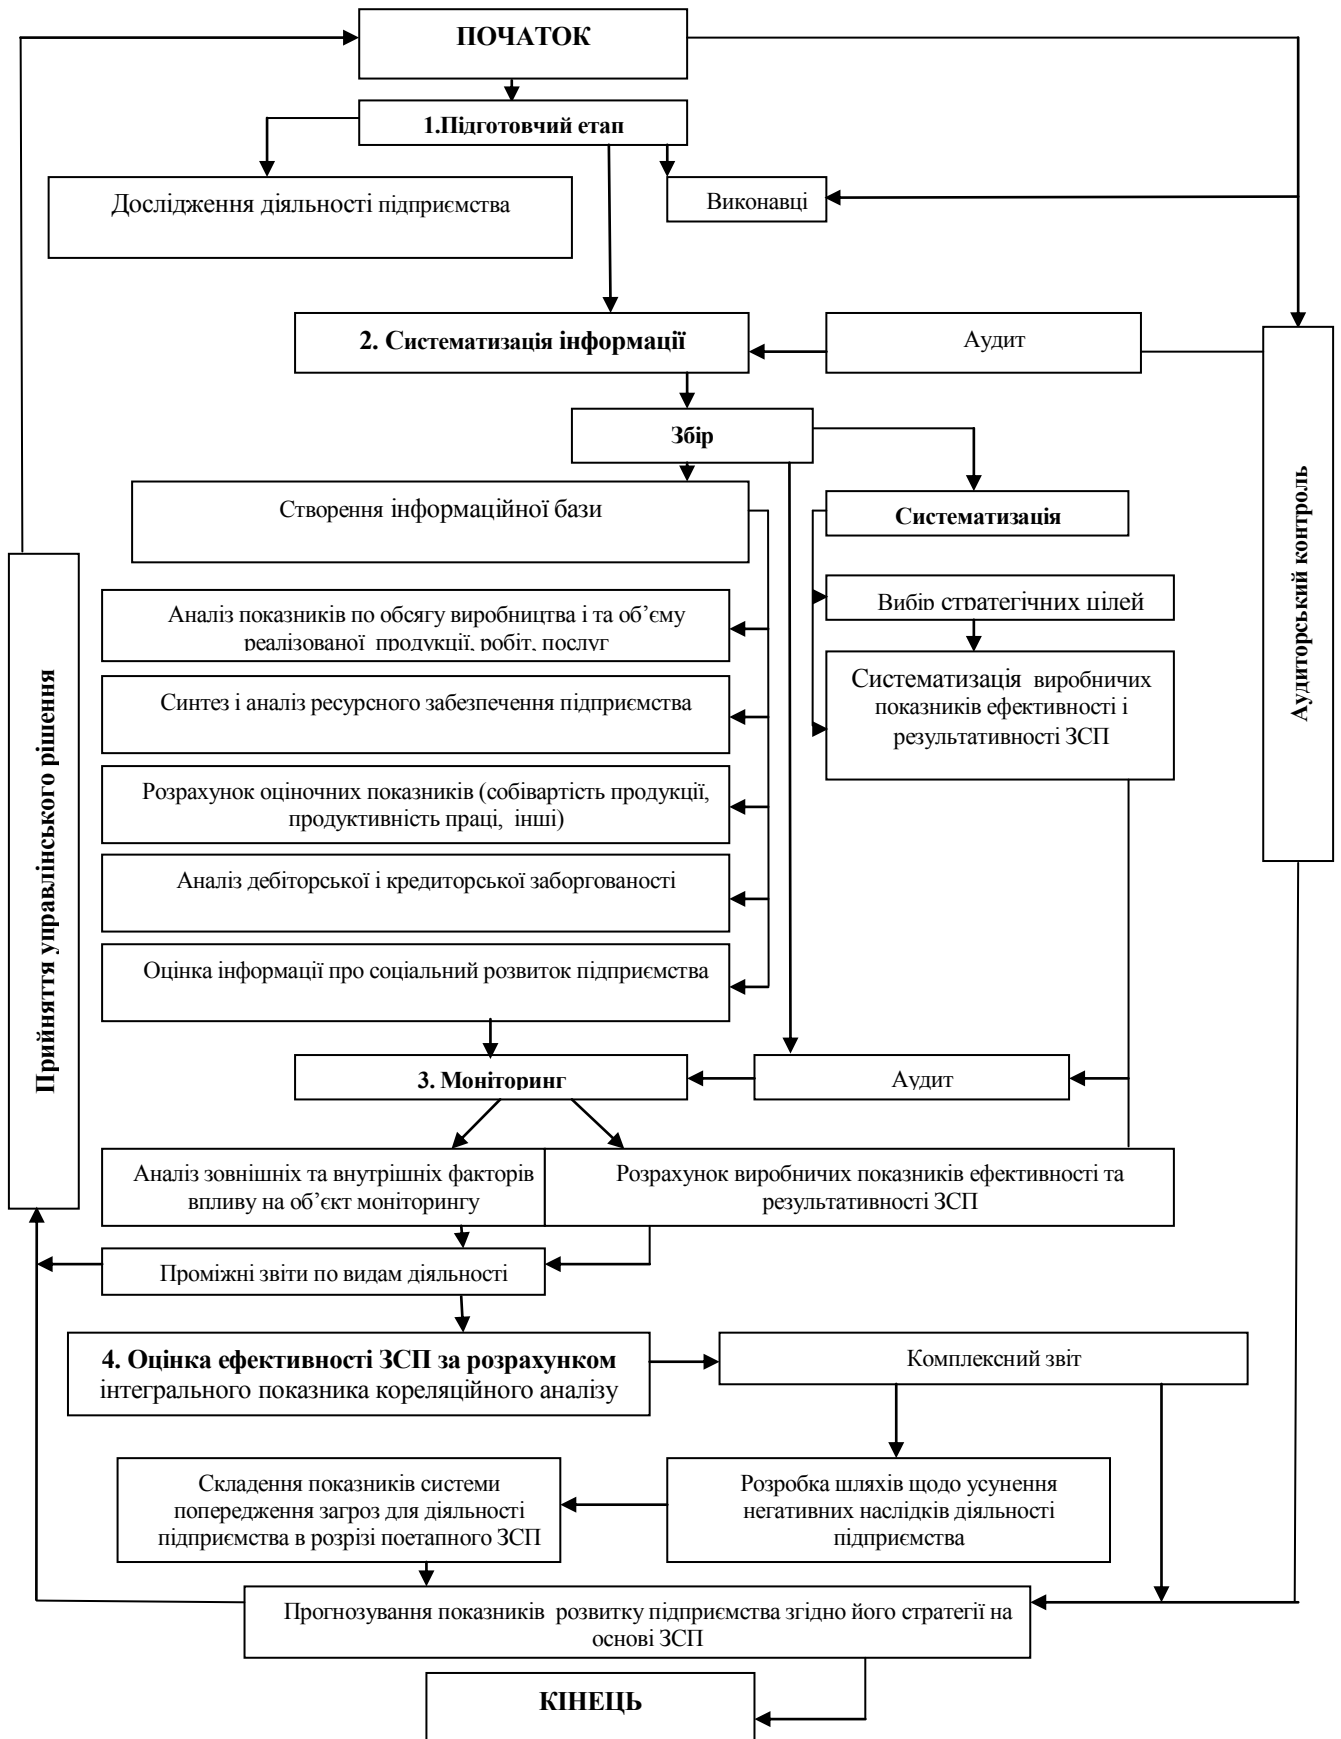 ПОЧАТОК
1.Підготовчий етап
Дослідження діяльності підприємства
Виконавці
2. Систематізація інформації
Аудит
Збір
Створення інформаційної бази
Систематизація
Аналіз показників по обсягу виробництва і та об’єму
реалізованої продукції, робіт, послуг
Вибір стратегічних цілей
Синтез і аналіз ресурсного забезпечення підприємства
Систематизація виробничих
показників ефективності і
результативності ЗСП
Розрахунок оціночних показників (собівартість продукції,
продуктивність праці, інші)
Аналіз дебіторської і кредиторської заборгованості
Оцінка інформації про соціальний розвиток підприємства
Прийняття управлінського рішення
Аудиторський контроль
3. Моніторинг
Аудит
Аналіз зовнішніх та внутрішніх факторів
впливу на об’єкт моніторингу
Розрахунок виробничих показників ефективності та
результативності ЗСП
Проміжні звіти по видам діяльності
4. Оцінка ефективності ЗСП за розрахунком
інтегрального показника кореляційного аналізу
Комплексний звіт
Складення показників системи
попередження загроз для діяльності
підприємства в розрізі поетапного ЗСП
Розробка шляхів щодо усунення
негативних наслідків діяльності
підприємства
Прогнозування показників розвитку підприємства згідно його стратегії на
основі ЗСП
КІНЕЦЬ